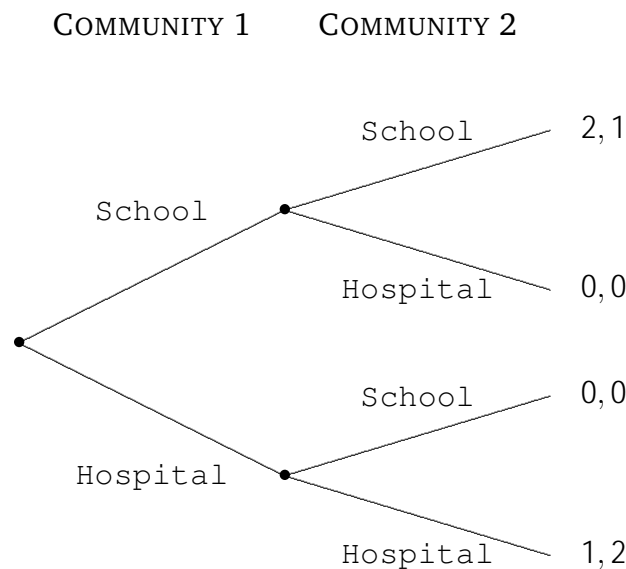 COMMUNITY 1 COMMUNITY 2
School 2, 1
School
Hospital 0, 0
School 0, 0
Hospital
Hospital 1, 2